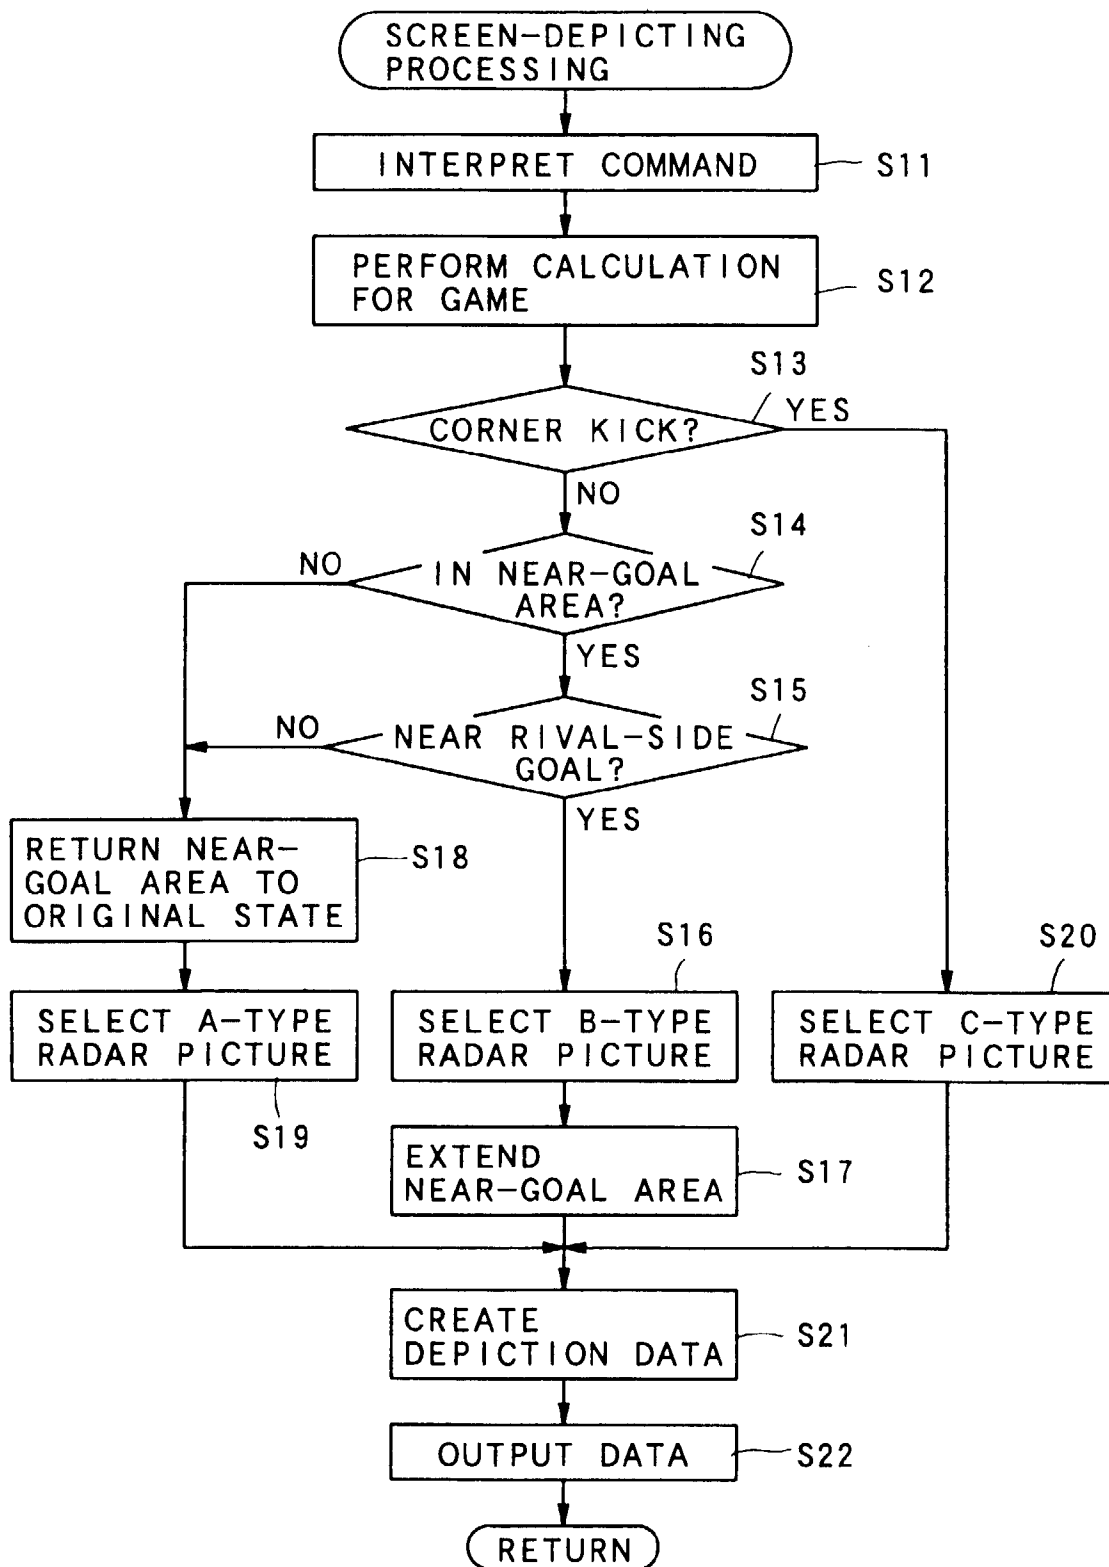 SCREEN-DEPICTING
PROCESSING
INTERPRET COMMAND
S11
PERFORM CALCULATION
FOR GAME
S12
S13
CORNER KICK?
YES
NO
S14
NO
IN NEAR-GOAL
AREA?
YES
S15
NO
NEAR RIVAL-SIDE
GOAL?
YES
RETURN NEAR-
GOAL AREA TO
ORIGINAL STATE
S18
S16
S20
SELECT A-TYPE
RADAR PICTURE
SELECT B-TYPE
RADAR PICTURE
SELECT C-TYPE
RADAR PICTURE
S19
EXTEND
NEAR-GOAL AREA
S17
CREATE
DEPICTION DATA
S21
OUTPUT DATA
S22
RETURN